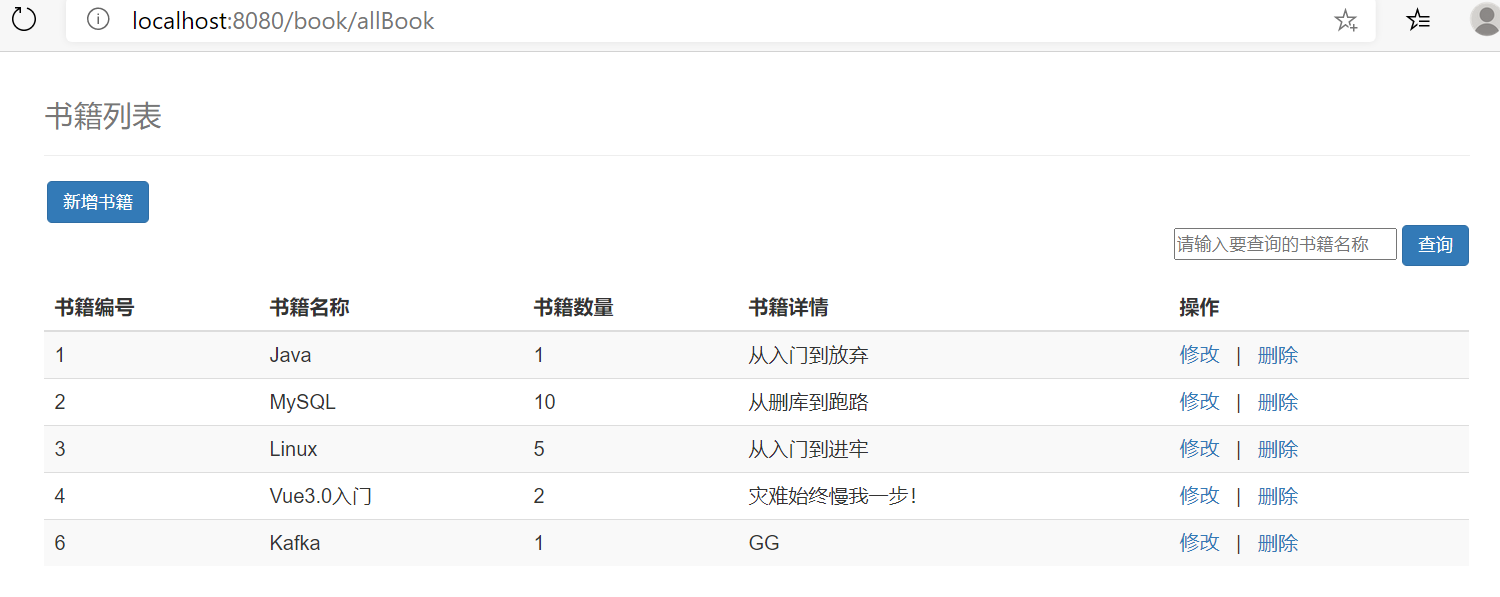 localhost:8080/book/allBook
书籍列表
新增书籍
请输入要查询的书籍名称 查询
书籍编号 书籍名称 书籍数量 书籍详情 操作
1 Java 1 从入门到放弃 修改 | 删除
2 MySQL 10 从删库到跑路 修改 | 删除
3 Linux 5 从入门到进牢 修改 | 删除
4 Vue3.0入门 2 灾难始终慢我一步! 修改 | 删除
6 Kafka 1 GG 修改 | 删除